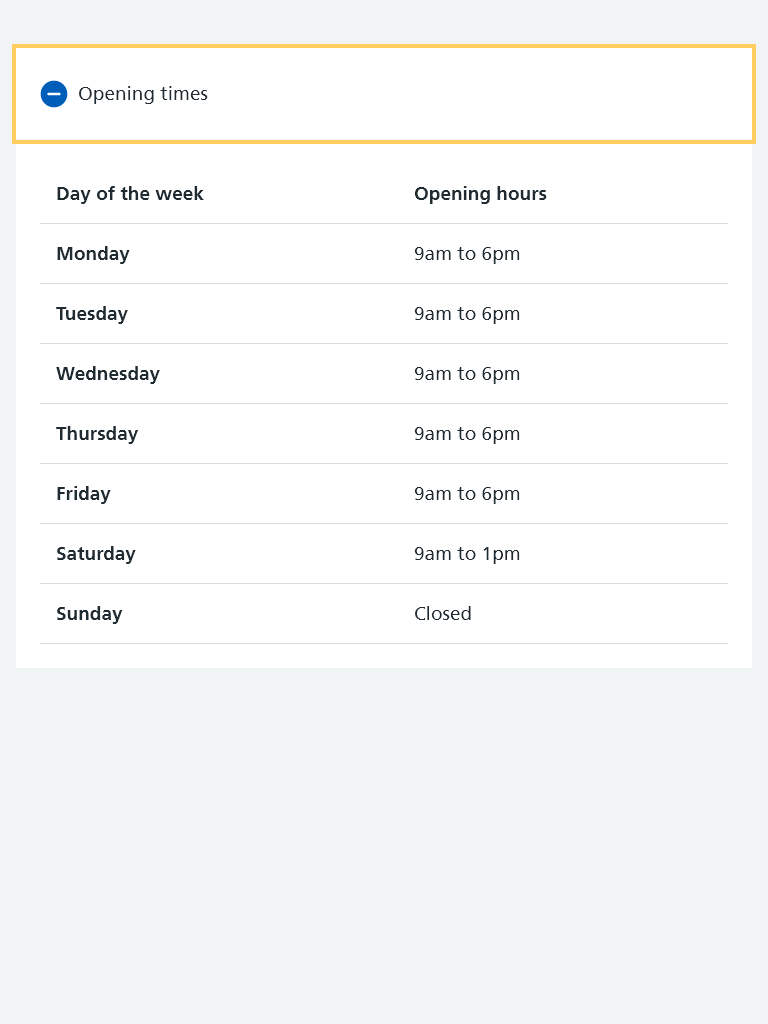 Opening times
Day of the week Opening hours
Monday 9am to 6pm
Tuesday 9am to 6pm
Wednesday 9am to 6pm
Thursday 9am to 6pm
Friday 9am to 6pm
Saturday 9am to 1pm
Sunday Closed